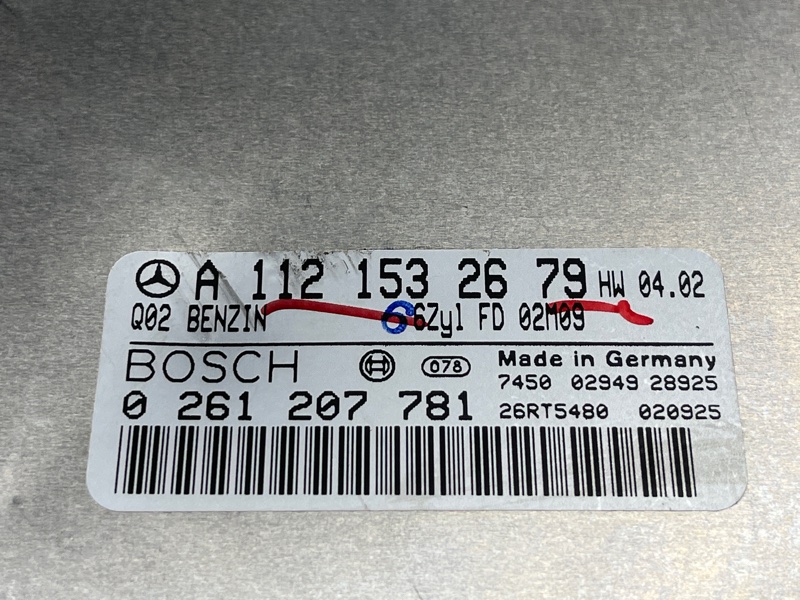 A 112 153 26 79 HW 04.02
Q02 BENZIN 6 6Zyl FD 02M09
BOSCH 078 Made in Germany
7450 02949 28925
0 261 207 781 26RT5480 020925